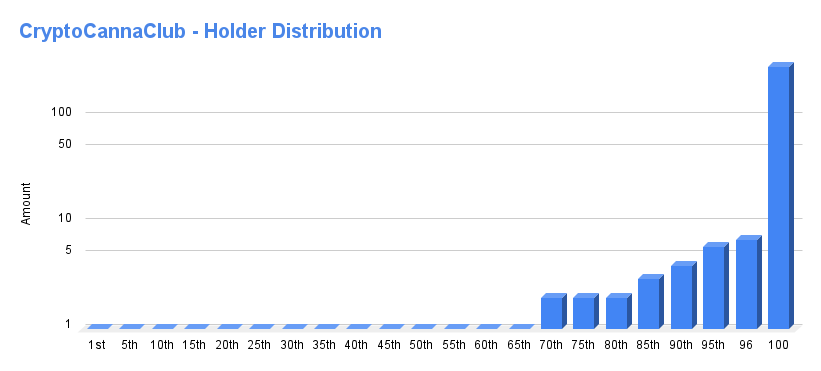 CryptoCannaClub - Holder Distribution
100
50
10
5
1
Amount
1st 5th 10th 15th 20th 25th 30th 35th 40th 45th 50th 55th 60th 65th 70th 75th 80th 85th 90th 95th 96 100